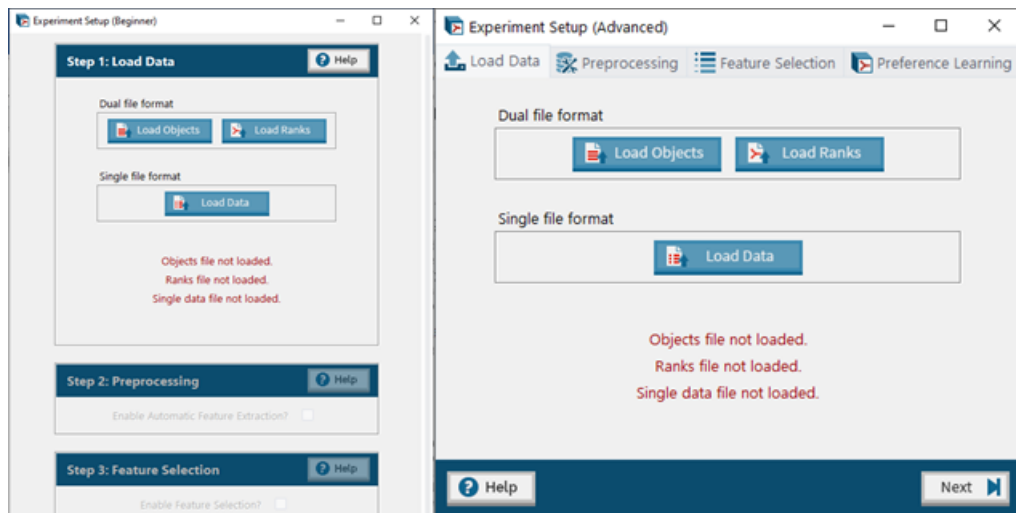 Experiment Setup (Beginner)
Step 1: Load Data
Help
Dual file format
Load Objects
Load Ranks
Single file format
Load Data
Objects file not loaded.
Ranks file not loaded.
Single data file not loaded.
Step 2: Preprocessing
Help
Enable Automatic Feature Extraction?
Step 3: Feature Selection
Help
Enable Feature Selection?
Experiment Setup (Advanced)
Load Data
Preprocessing
Feature Selection
Preference Learning
Dual file format
Load Objects
Load Ranks
Single file format
Load Data
Objects file not loaded.
Ranks file not loaded.
Single data file not loaded.
Help
Next